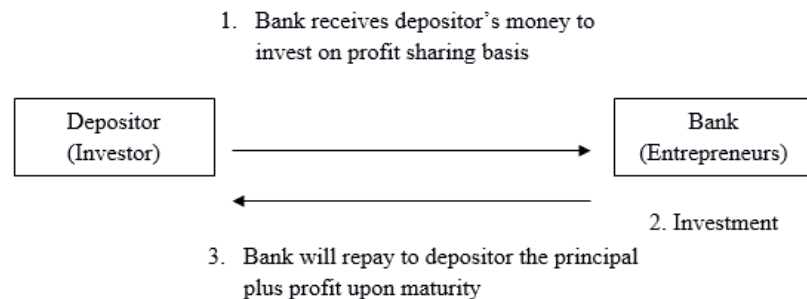 1. Bank receives depositor’s money to
invest on profit sharing basis
Depositor
(Investor)
Bank
(Entrepreneurs)
2. Investment
3. Bank will repay to depositor the principal
plus profit upon maturity